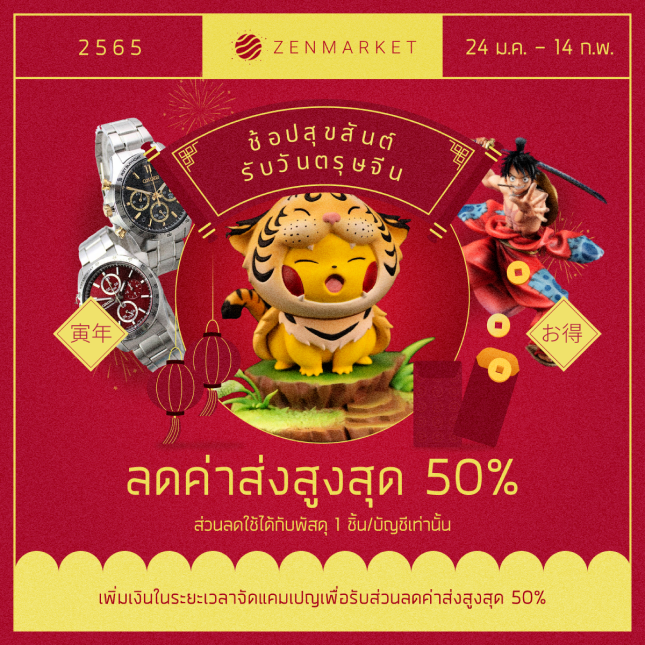 2565
ZENMARKET
24 ม.ค. – 14 ก.พ.
ช้อปสุขสันต์
รับวันตรุษจีน
寅年
お得
ลดค่าส่งสูงสุด 50%
ส่วนลดใช้ได้กับพัสดุ 1 ชิ้น/บัญชีเท่านั้น
เพิ่มเงินในระยะเวลาจัดแคมเปญเพื่อรับส่วนลดค่าส่งสูงสุด 50%